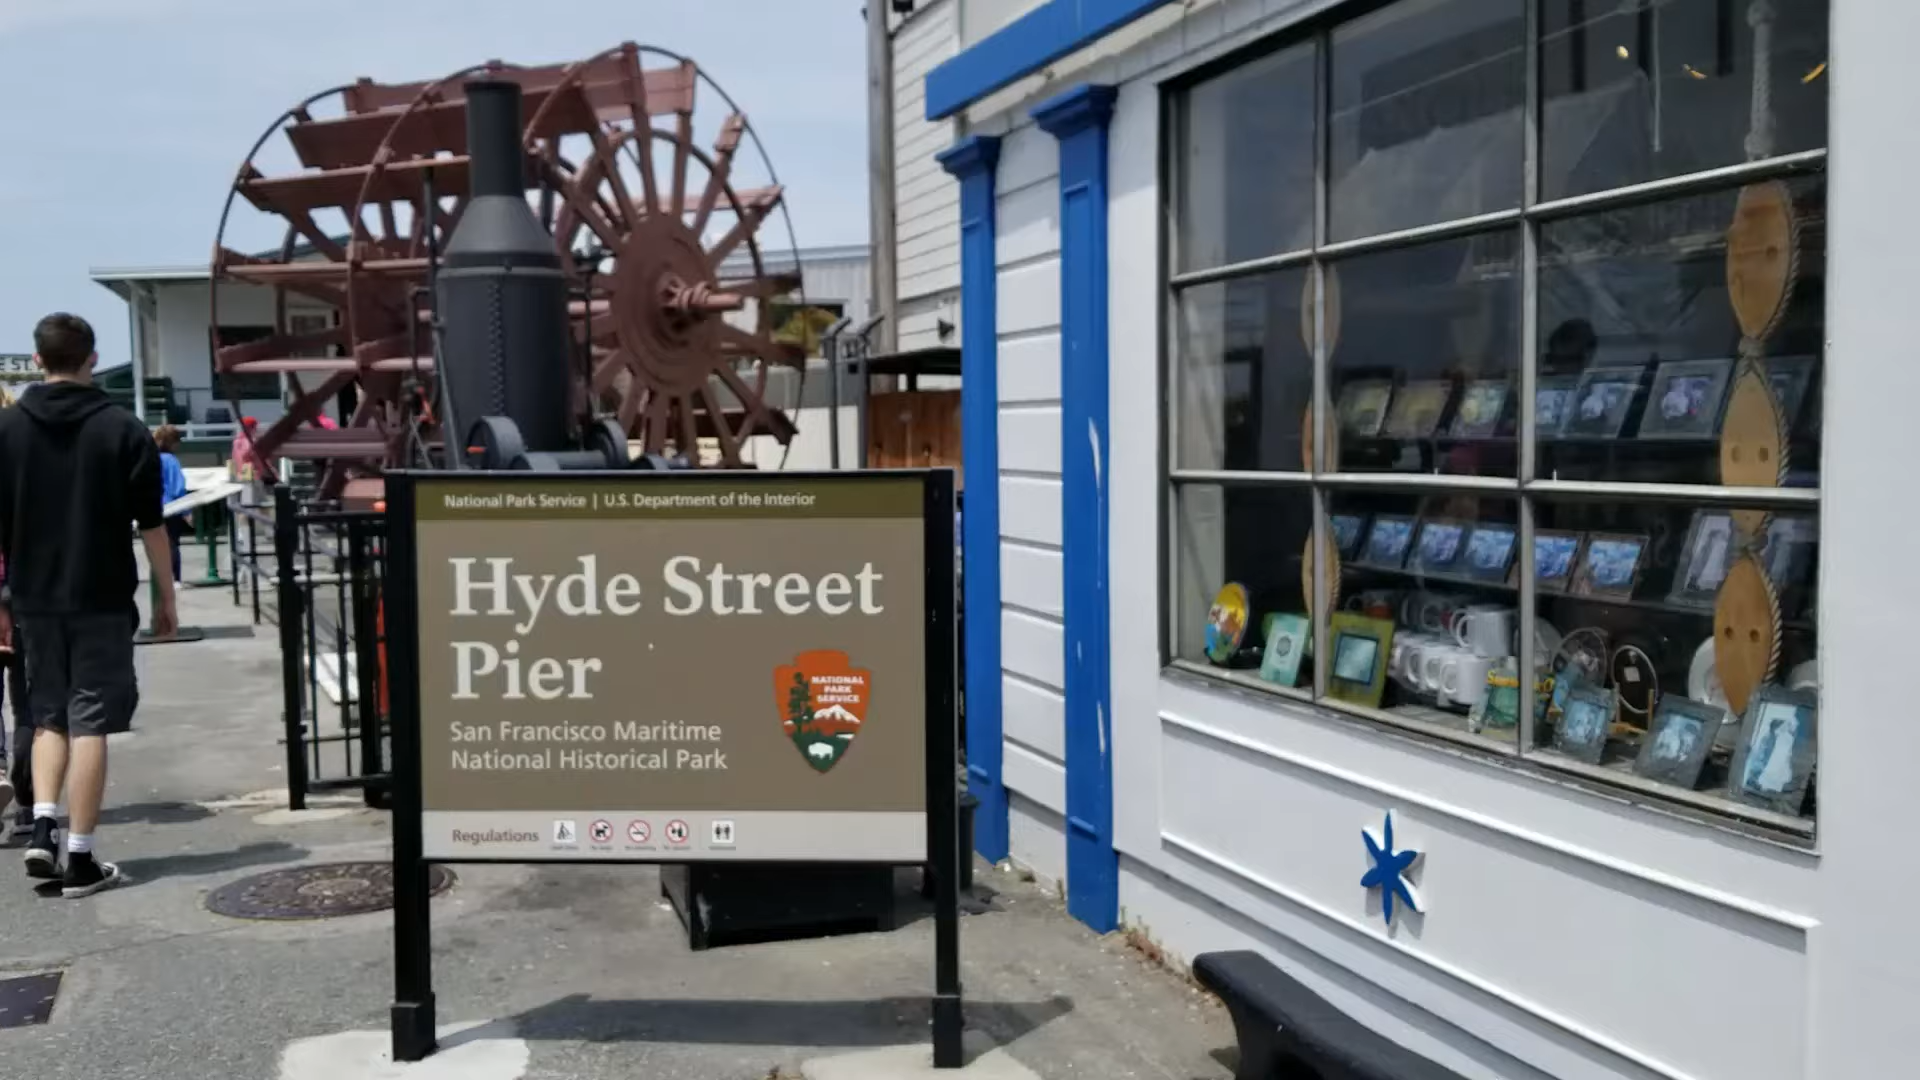 National Park Service | U.S. Department of the Interior
Hyde Street
Pier
San Francisco Maritime
National Historical Park
NATIONAL
PARK
SERVICE
Regulations